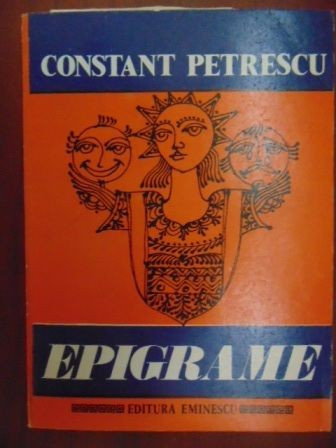 CONSTANT PETRESCU
EPIGRAME
EDITURA EMINESCU